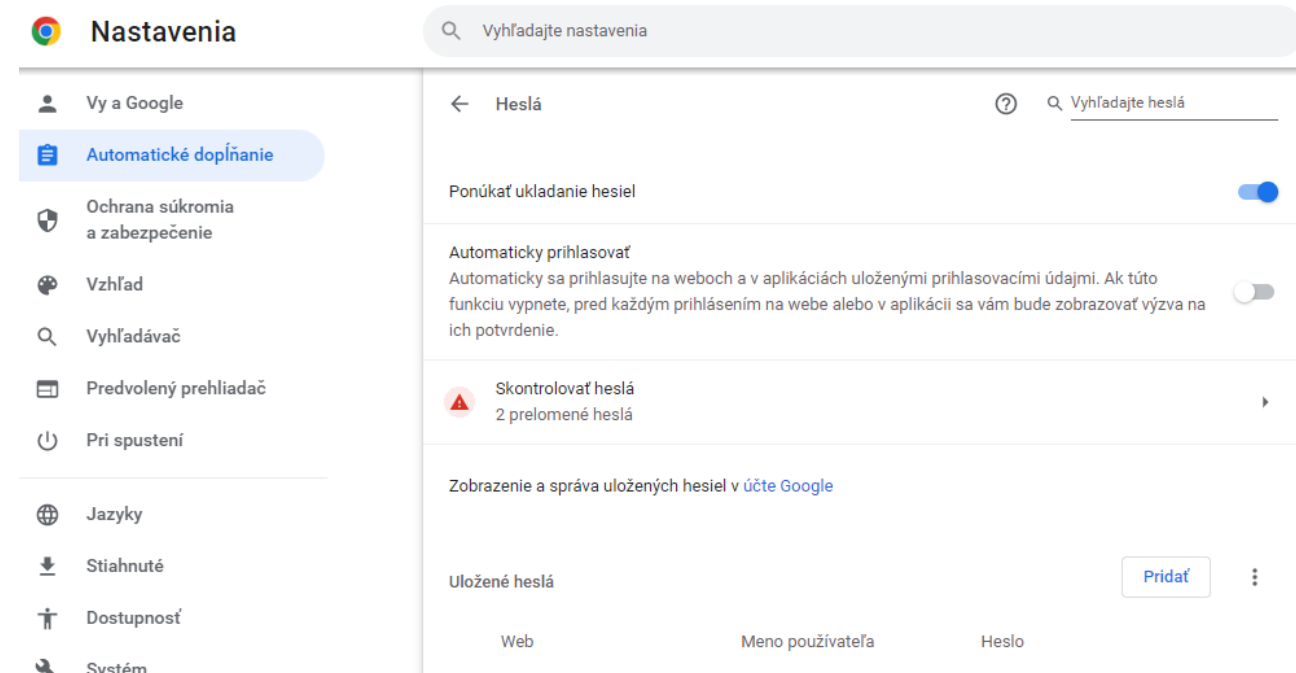 Nastavenia
Vyhľadajte nastavenia
Vy a Google
Automatické dopĺňanie
Ochrana súkromia
a zabezpečenie
Vzhľad
Vyhľadávač
Predvolený prehliadač
Pri spustení
Jazyky
Stiahnuté
Dostupnosť
Systém
Heslá
Vyhľadajte heslá
Ponúkať ukladanie hesiel
Automaticky prihlasovať
Automaticky sa prihlasujte na weboch a v aplikáciách uloženými prihlasovacími údajmi. Ak túto
funkciu vypnete, pred každým prihlásením na webe alebo v aplikácii sa vám bude zobrazovať výzva na
ich potvrdenie.
Skontrolovať heslá
2 prelomené heslá
Zobrazenie a správa uložených hesiel v účte Google
Uložené heslá
Pridať
Web Meno používateľa Heslo